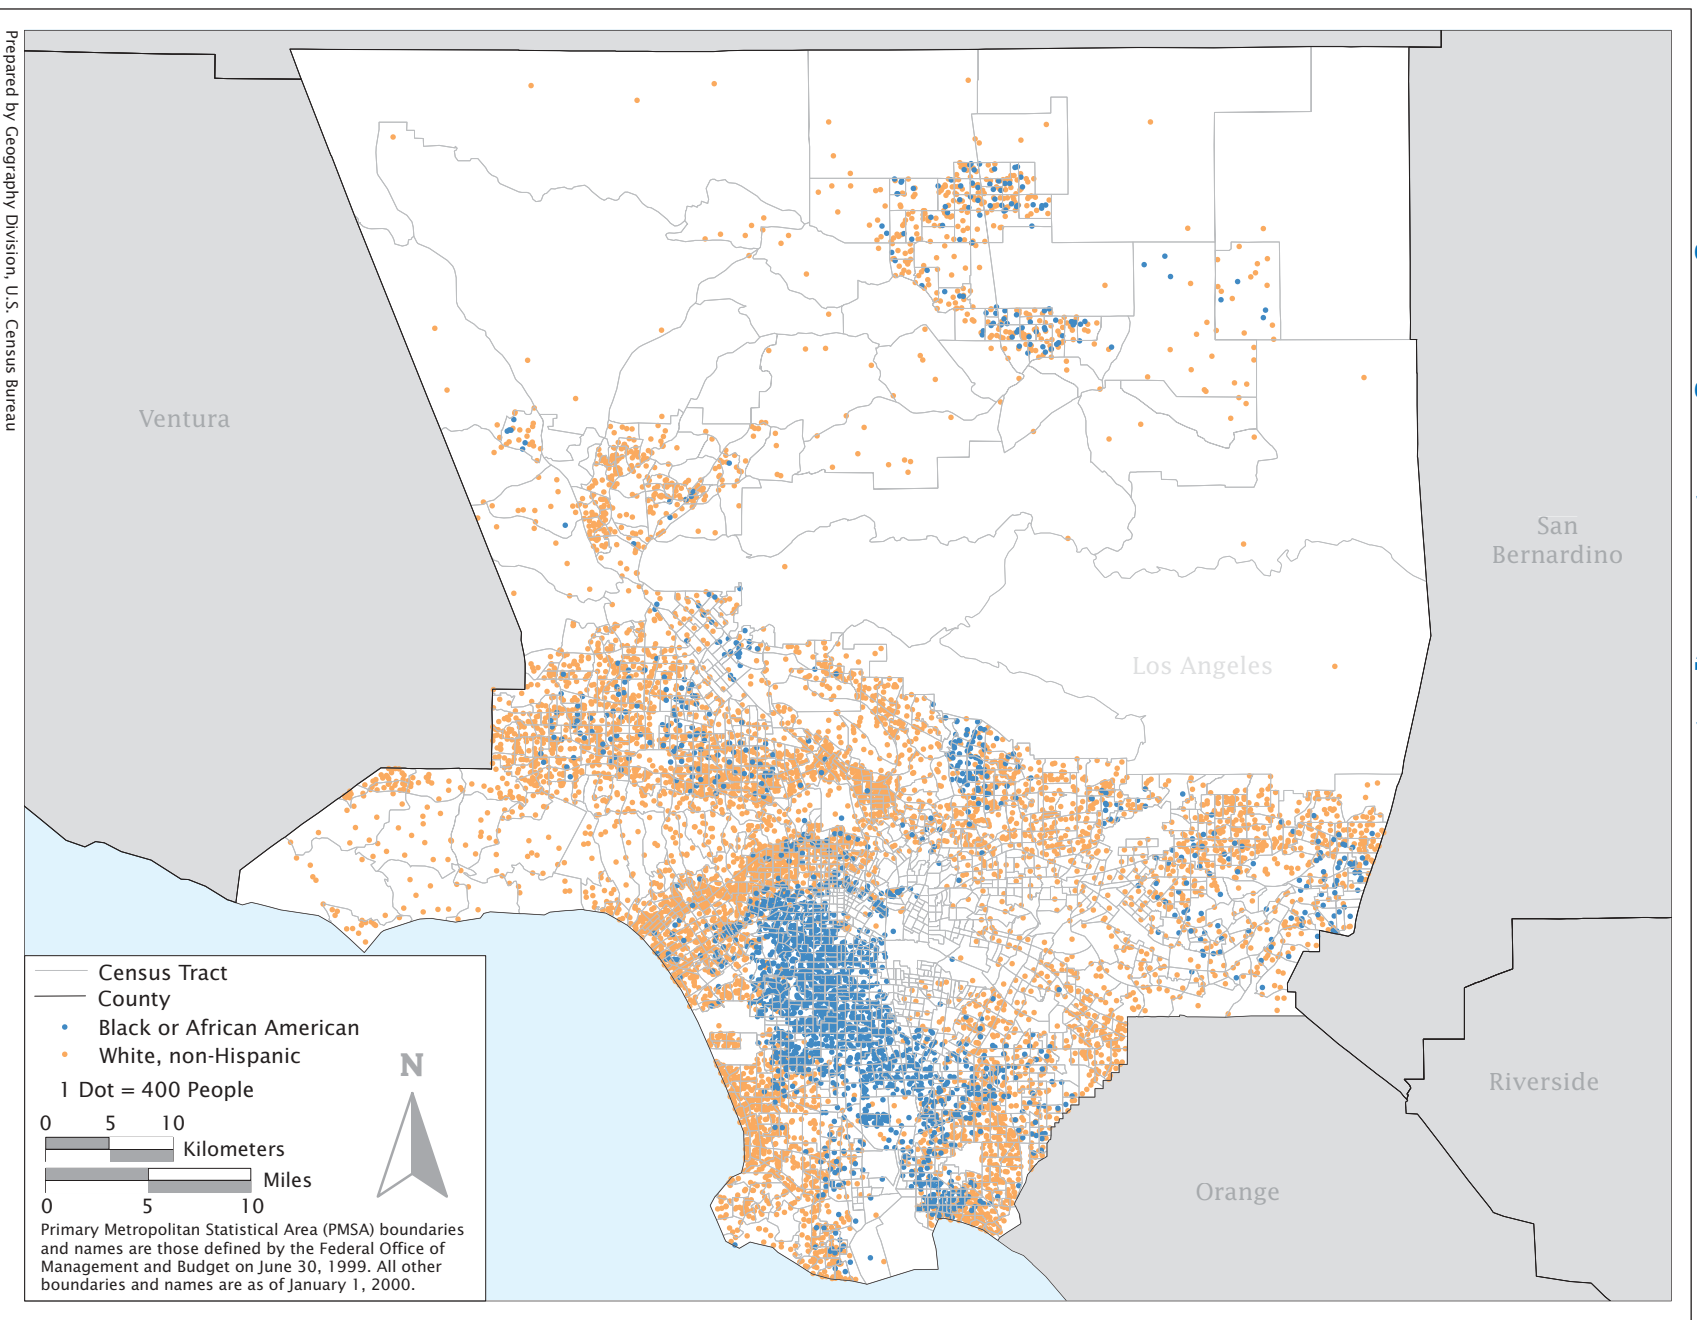 Prepared by Geography Division, U.S. Census Bureau
Ventura
San
Bernardino
Los Angeles
Riverside
Orange
Census Tract
County
Black or African American
White, non-Hispanic
1 Dot = 400 People
N
0 5 10
Kilometers
Miles
0 5 10
Primary Metropolitan Statistical Area (PMSA) boundaries
and names are those defined by the Federal Office of
Management and Budget on June 30, 1999. All other
boundaries and names are as of January 1, 2000.